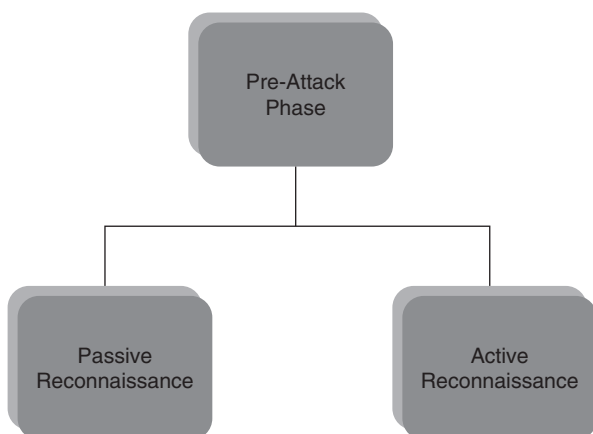 Pre-Attack
Phase
Passive
Reconnaissance
Active
Reconnaissance